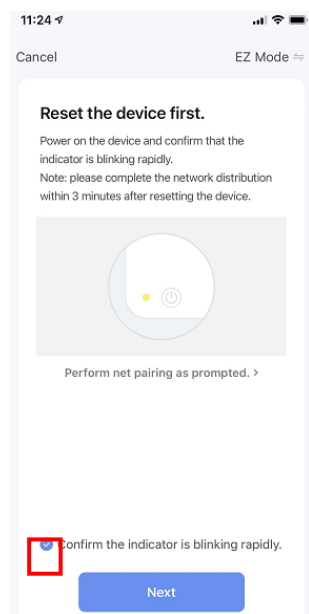 11:24
Cancel
EZ Mode
Reset the device first.
Power on the device and confirm that the
indicator is blinking rapidly.
Note: please complete the network distribution
within 3 minutes after resetting the device.
Perform net pairing as prompted. >
Confirm the indicator is blinking rapidly.
Next